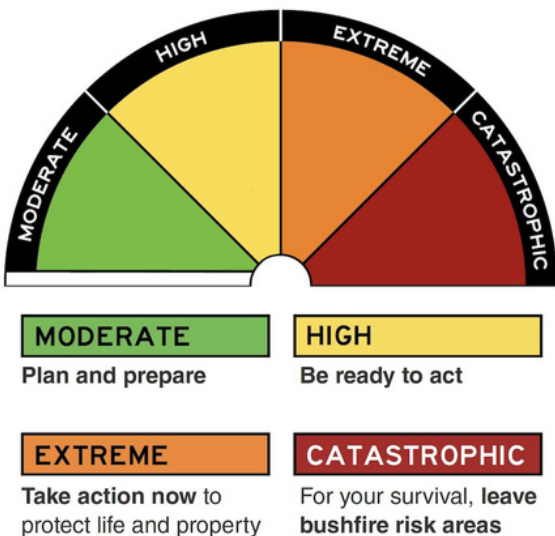 MODERATE
HIGH
EXTREME
CATASTROPHIC
MODERATE
Plan and prepare
HIGH
Be ready to act
EXTREME
Take action now to
protect life and property
CATASTROPHIC
For your survival, leave
bushfire risk areas